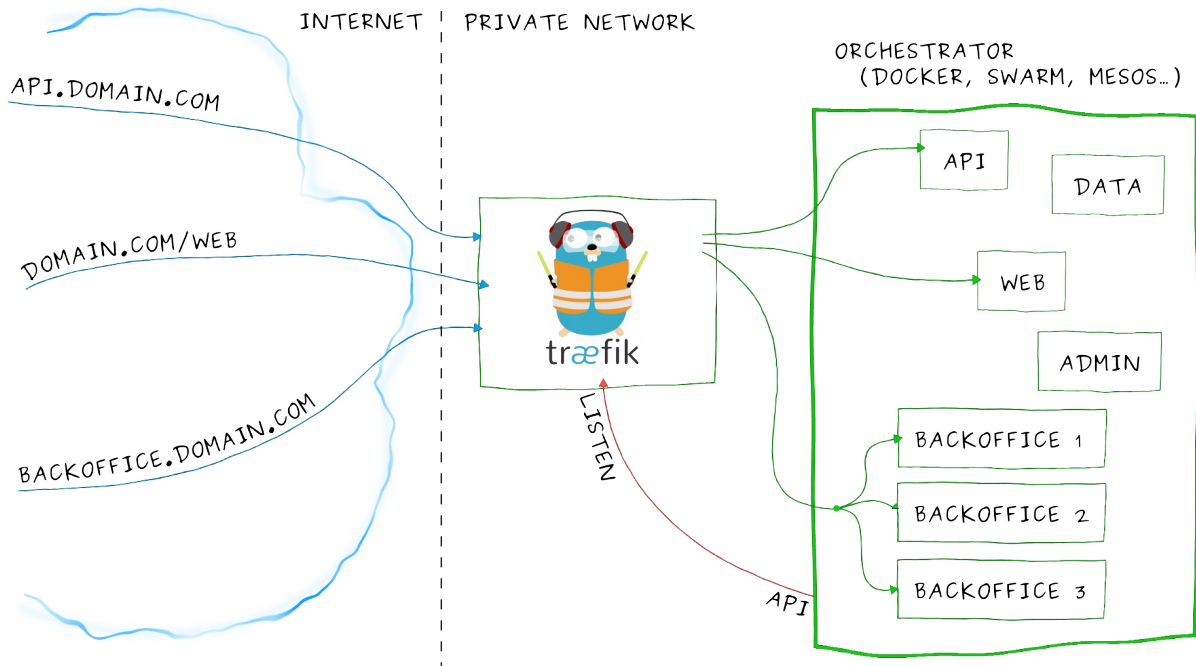 INTERNET
PRIVATE NETWORK
ORCHESTRATOR
(DOCKER, SWARM, MESOS…)
API.DOMAIN.COM
API
DATA
DOMAIN.COM/WEB
WEB
træfik
ADMIN
LISTEN
BACKOFFICE.DOMAIN.COM
BACKOFFICE 1
BACKOFFICE 2
BACKOFFICE 3
API